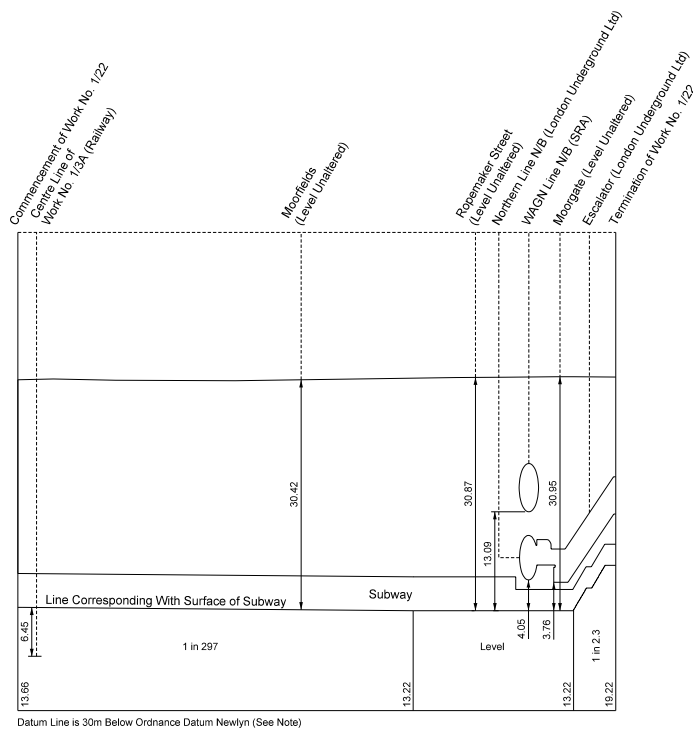 Commencement of Work No. 1/22
Centre Line of
Work No. 1/3A (Railway)
Moorfields
(Level Unaltered)
Ropemaker Street
(Level Unaltered)
Northern Line N/B (London Underground Ltd)
WAGN Line N/B (SRA)
Moorgate (Level Unaltered)
Escalator (London Underground Ltd)
Termination of Work No. 1/22
30.42
30.87
30.95
13.09
Line Corresponding With Surface of Subway
Subway
6.45
4.05
3.76
1 in 297
Level
1 in 2.3
13.66
13.22
13.22
19.22
Datum Line is 30m Below Ordnance Datum Newlyn (See Note)